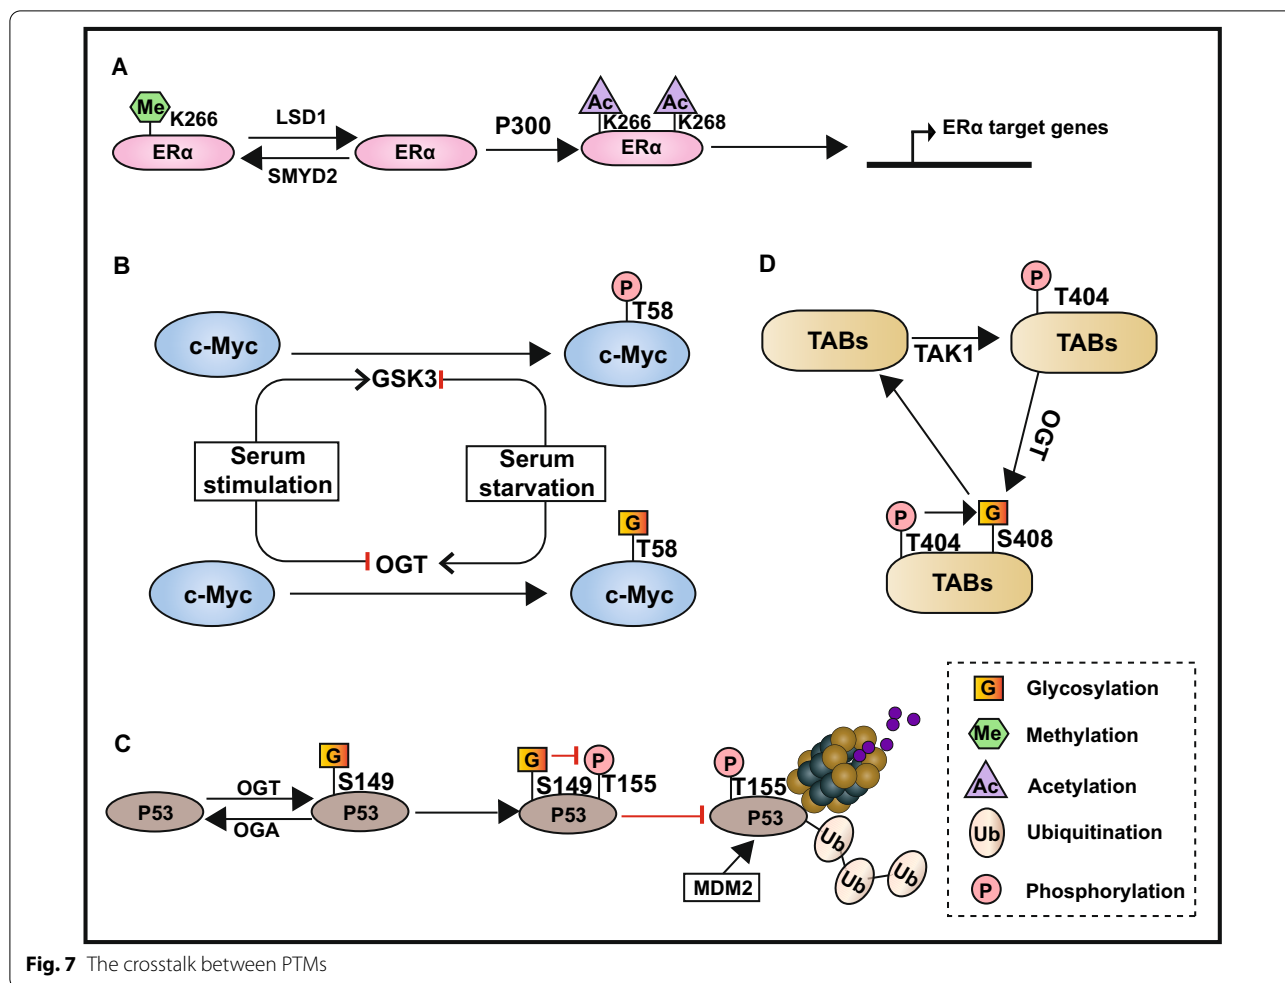 A
Me
K266
ERα
LSD1
SMYD2
ERα
P300
Ac
Ac
K266
K268
ERα
ERα target genes
B
c-Myc
P
T58
c-Myc
GSK3
Serum
stimulation
Serum
starvation
OGT
G
T58
c-Myc
c-Myc
D
TABs
TAK1
P
T404
TABs
OGT
P
T404
G
S408
TABs
C
P53
OGT
OGA
G
S149
P53
G
S149
P
T155
P53
P
T155
P53
MDM2
Ub
Ub
Ub
G Glycosylation
Me Methylation
Ac Acetylation
Ub Ubiquitination
P Phosphorylation
Fig. 7 The crosstalk between PTMs